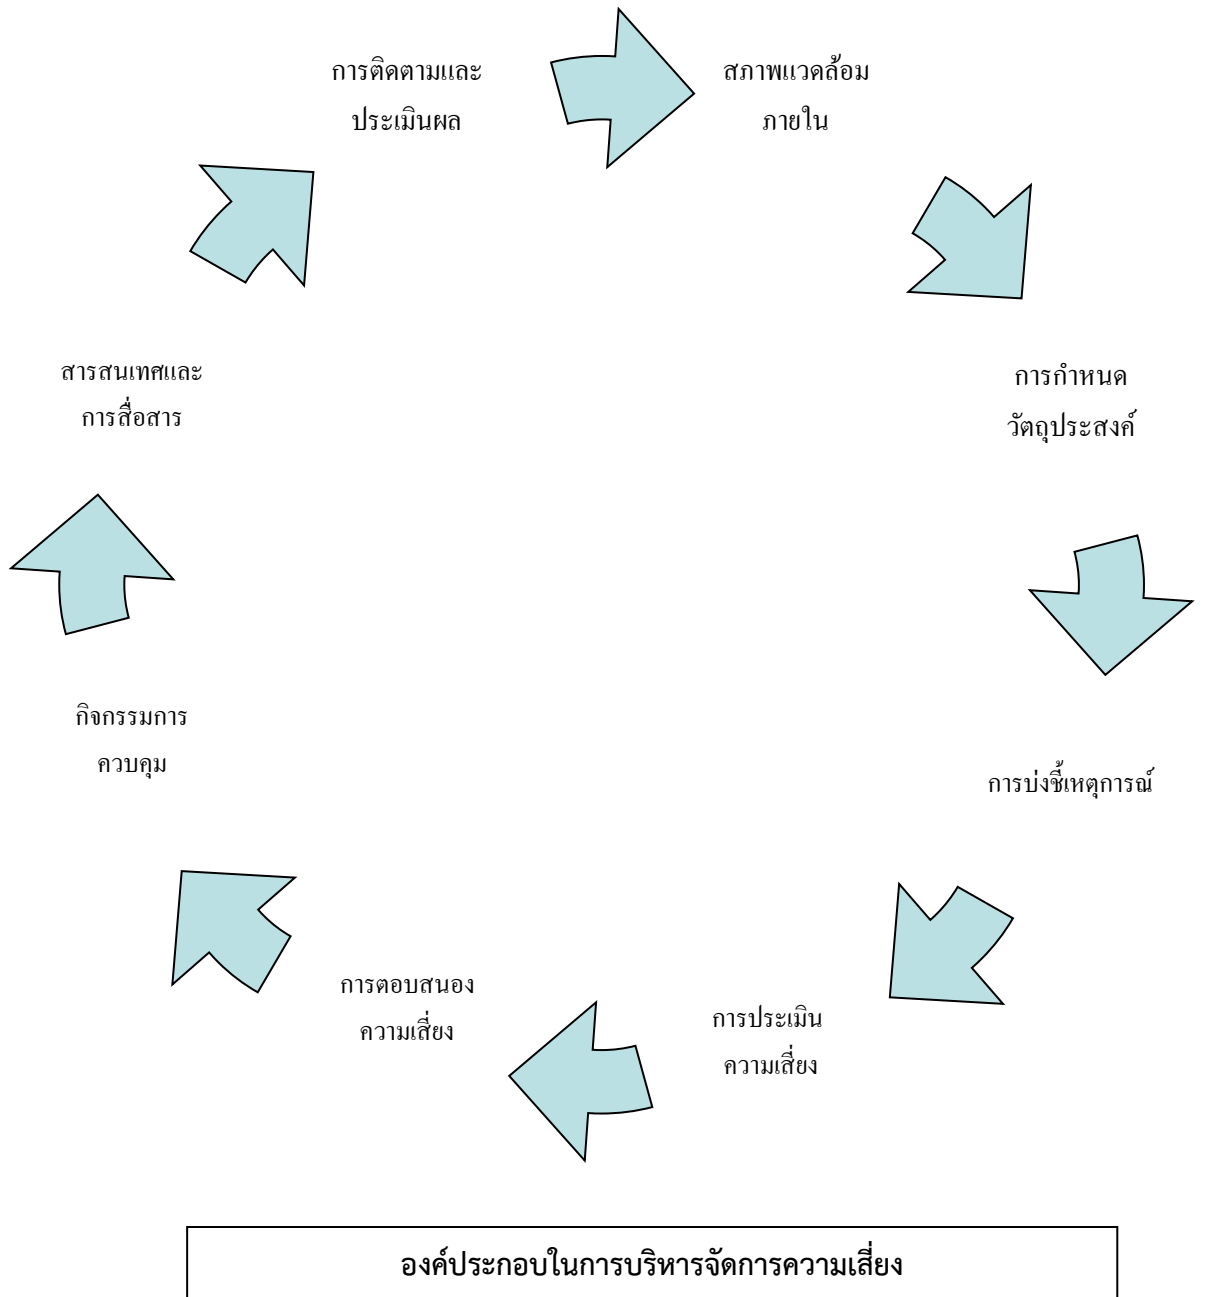 การติดตามและ
ประเมินผล
สภาพแวดล้อม
ภายใน
การกำหนด
วัตถุประสงค์
การบ่งชี้เหตุการณ์
การประเมิน
ความเสี่ยง
การตอบสนอง
ความเสี่ยง
กิจกรรมการ
ควบคุม
สารสนเทศและ
การสื่อสาร
องค์ประกอบในการบริหารจัดการความเสี่ยง